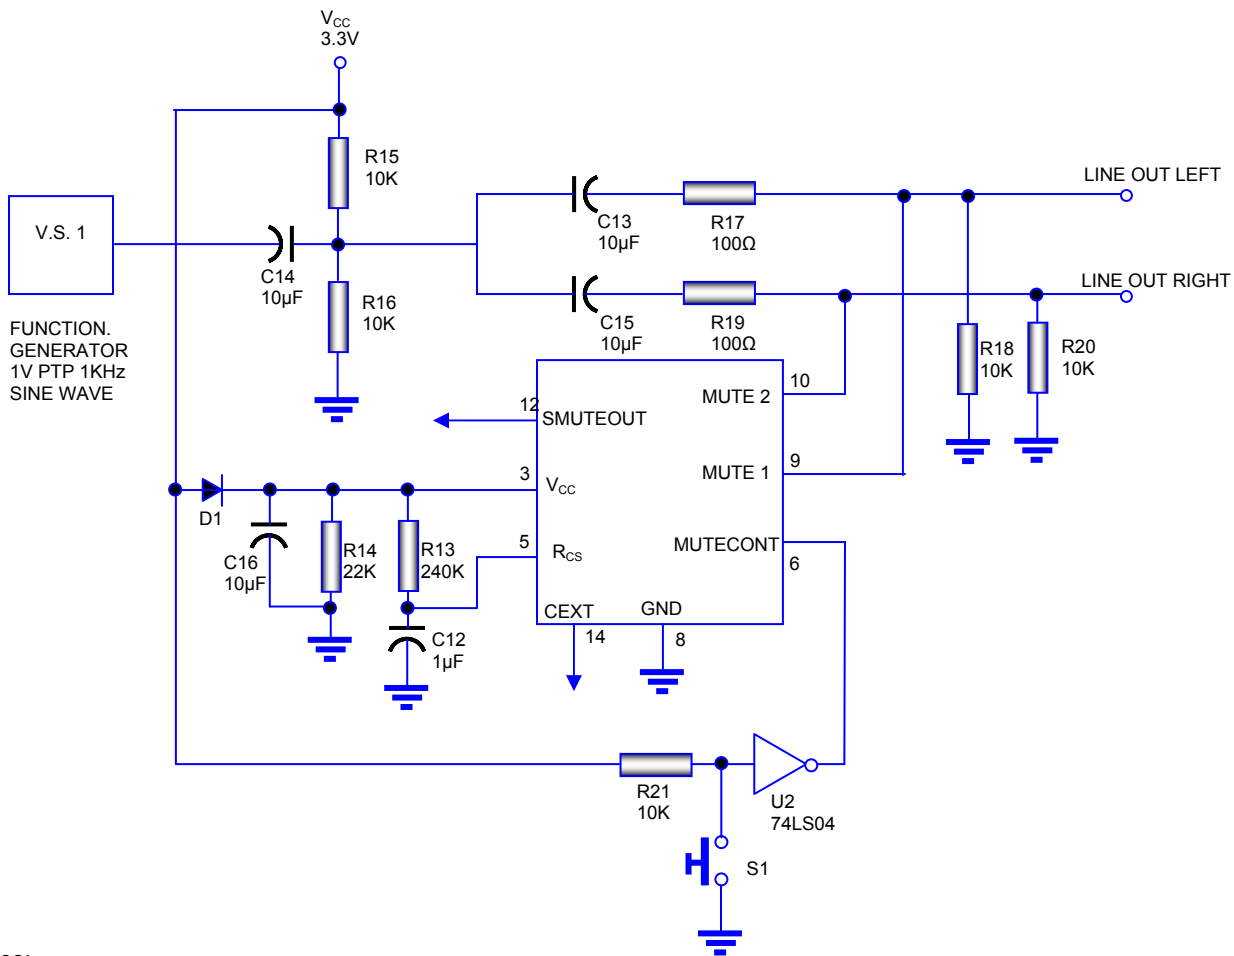 VCC
3.3V
R15
10K
LINE OUT LEFT
V.S. 1
C13
10µF
R17
100Ω
C14
10µF
LINE OUT RIGHT
R16
10K
FUNCTION.
GENERATOR
1V PTP 1KHz
SINE WAVE
C15
10µF
R19
100Ω
R18
10K
R20
10K
12
SMUTEOUT
MUTE 2
10
MUTE 1
9
3
VCC
D1
5
RCS
MUTECONT
6
C16
10µF
R14
22K
R13
240K
CEXT
14
GND
8
C12
1µF
R21
10K
U2
74LS04
S1